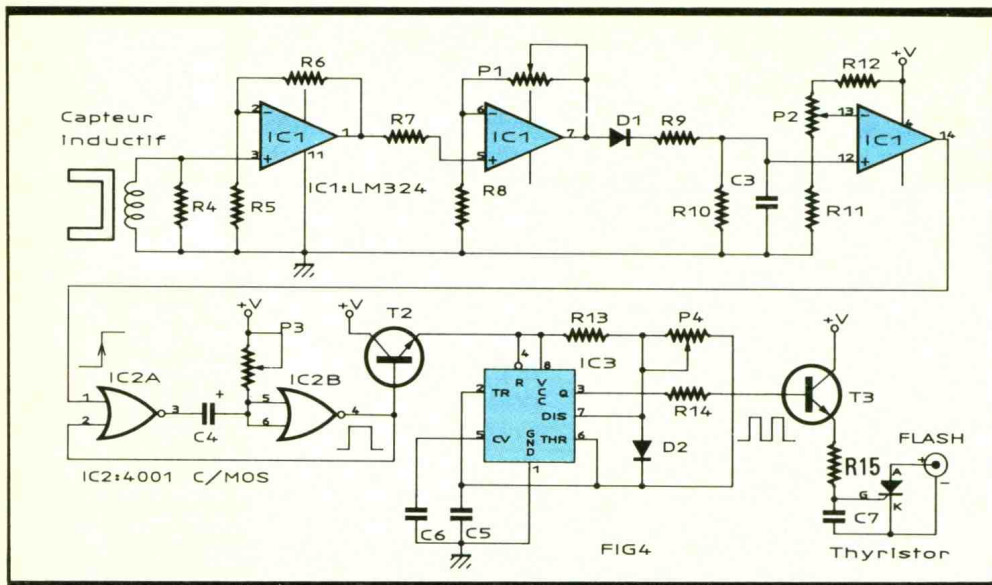 Capteur
Inductif
R4
R5
2
-
3
+
IC1
1
11
R6
IC1:LM324
R7
P1
6
-
5
+
IC1
7
R8
D1
R9
R10
C3
P2
R12
+V
4
13
-
12
+
IC1
14
R11
1
2
IC2A
3
+
C4
+V
P3
5
6
IC2B
4
IC2:4001 C/MOS
+V
T2
R13
P4
IC3
4
8
R
VCC
2
TR
Q
3
R14
DIS
7
5
CV
GND
THR
6
1
D2
C6
C5
FIG4
+V
T3
R15
FLASH
+
-
A
G
K
C7
Thyristor